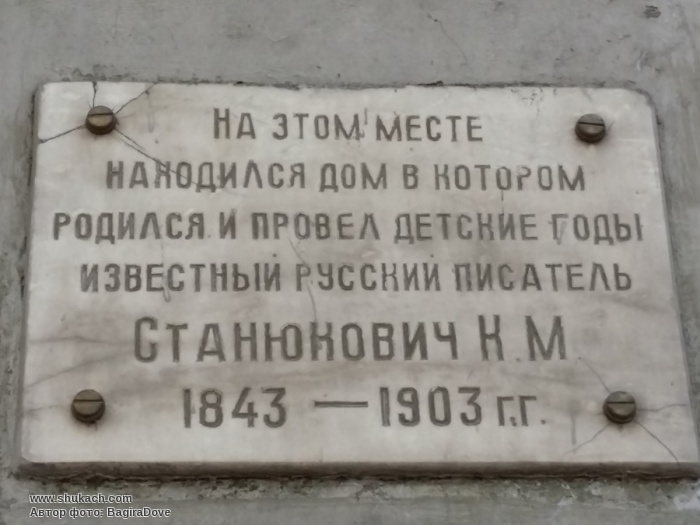 НА ЭТОМ МЕСТЕ
НАХОДИЛСЯ ДОМ В КОТОРОМ
РОДИЛСЯ И ПРОВЕЛ ДЕТСКИЕ ГОДЫ
ИЗВЕСТНЫЙ РУССКИЙ ПИСАТЕЛЬ
СТАНЮКОВИЧ К.М
1843 — 1903 г.г.
www.shukach.com
Автор фото: BagiraDove